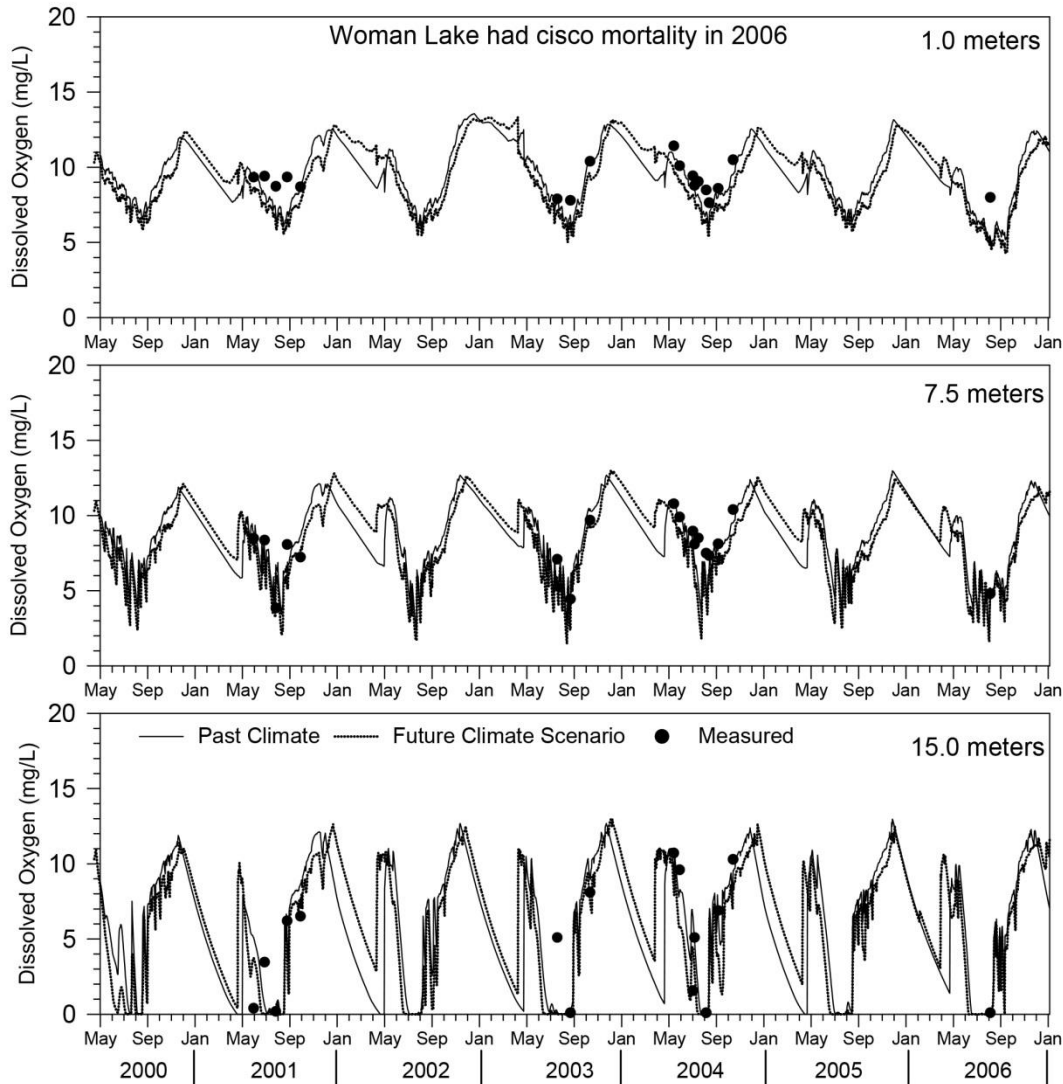 Woman Lake had cisco mortality in 2006
1.0 meters
Dissolved Oxygen (mg/L)
20
15
10
5
0
May Sep Jan May Sep Jan May Sep Jan May Sep Jan May Sep Jan May Sep Jan May Sep Jan
7.5 meters
Dissolved Oxygen (mg/L)
20
15
10
5
0
May Sep Jan May Sep Jan May Sep Jan May Sep Jan May Sep Jan May Sep Jan May Sep Jan
Past Climate Future Climate Scenario Measured
15.0 meters
Dissolved Oxygen (mg/L)
20
15
10
5
0
May Sep Jan May Sep Jan May Sep Jan May Sep Jan May Sep Jan May Sep Jan May Sep Jan
2000 2001 2002 2003 2004 2005 2006